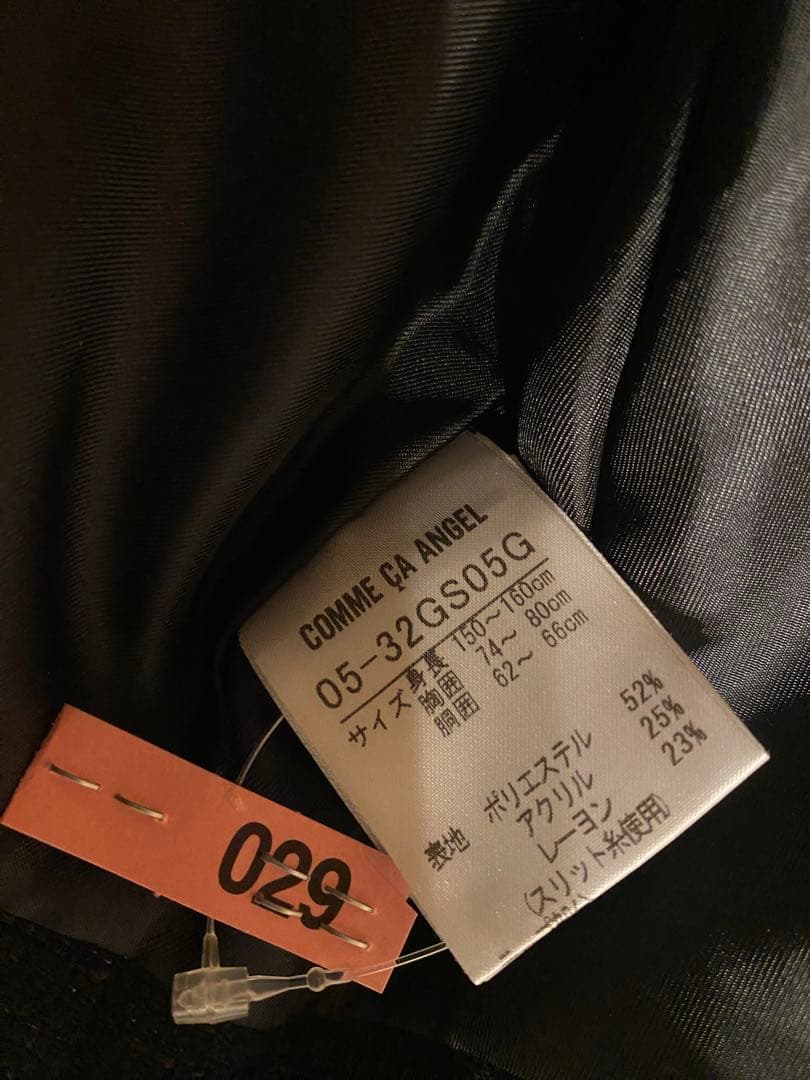 COMME ÇA ANGEL
05-32GS05G
サイズ 身長 150〜160cm
胸囲 74〜 80cm
胴囲 62〜 66cm
表地 ポリエステル 52%
アクリル 25%
レーヨン 23%
(スリット糸使用)
029